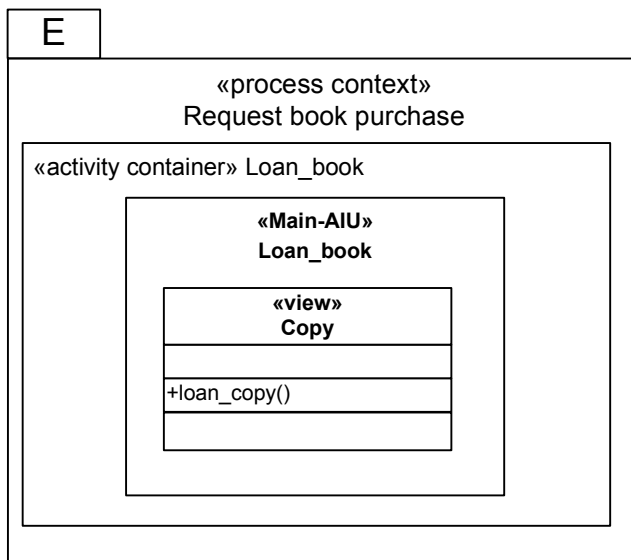 E
«process context»
Request book purchase
«activity container» Loan_book
«Main-AIU»
Loan_book
«view»
Copy
+loan_copy()